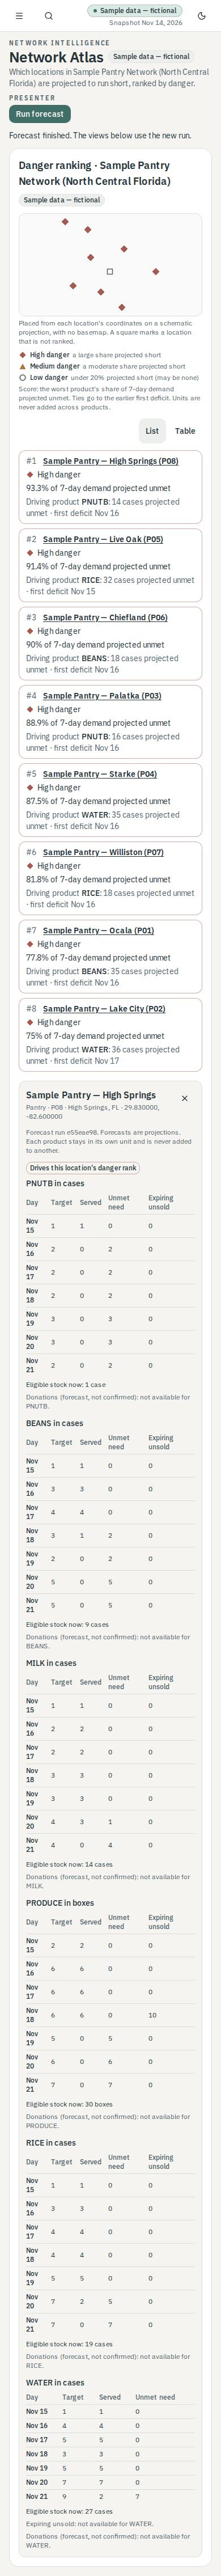 Sample data — fictional
Snapshot Nov 14, 2026
NETWORK INTELLIGENCE
Network Atlas Sample data — fictional
Which locations in Sample Pantry Network (North Central
Florida) are projected to run short, ranked by danger.
PRESENTER
Run forecast
Forecast finished. The views below use the new run.
Danger ranking · Sample Pantry
Network (North Central Florida)
Sample data — fictional
Placed from each location's coordinates on a schematic
projection, with no basemap. A square marks a location
that is not ranked.
High danger a large share projected short
Medium danger a moderate share projected short
Low danger under 20% projected short (may be none)
Score: the worst product's share of 7-day demand
projected unmet. Ties go to the earlier first deficit. Units are
never added across products.
List Table
#1 Sample Pantry — High Springs (P08)
High danger
93.3% of 7-day demand projected unmet
Driving product PNUTB: 14 cases projected
unmet · first deficit Nov 16
#2 Sample Pantry — Live Oak (P05)
High danger
91.4% of 7-day demand projected unmet
Driving product RICE: 32 cases projected unmet
· first deficit Nov 15
#3 Sample Pantry — Chiefland (P06)
High danger
90% of 7-day demand projected unmet
Driving product BEANS: 18 cases projected
unmet · first deficit Nov 16
#4 Sample Pantry — Palatka (P03)
High danger
88.9% of 7-day demand projected unmet
Driving product PNUTB: 16 cases projected
unmet · first deficit Nov 16
#5 Sample Pantry — Starke (P04)
High danger
87.5% of 7-day demand projected unmet
Driving product WATER: 35 cases projected
unmet · first deficit Nov 16
#6 Sample Pantry — Williston (P07)
High danger
81.8% of 7-day demand projected unmet
Driving product RICE: 18 cases projected unmet
· first deficit Nov 16
#7 Sample Pantry — Ocala (P01)
High danger
77.8% of 7-day demand projected unmet
Driving product BEANS: 35 cases projected
unmet · first deficit Nov 16
#8 Sample Pantry — Lake City (P02)
High danger
75% of 7-day demand projected unmet
Driving product WATER: 36 cases projected
unmet · first deficit Nov 17
Sample Pantry — High Springs
Pantry · P08 · High Springs, FL · 29.830000,
-82.600000
Forecast run e55eae98. Forecasts are projections.
Each product stays in its own unit and is never added
to another.
Drives this location's danger rank
PNUTB in cases
Day Target Served Unmet need Expiring unsold
Nov 15 1 1 0 0
Nov 16 2 0 2 0
Nov 17 2 0 2 0
Nov 18 2 0 2 0
Nov 19 3 0 3 0
Nov 20 3 0 3 0
Nov 21 2 0 2 0
Eligible stock now: 1 case
Donations (forecast, not confirmed): not available for
PNUTB.
BEANS in cases
Day Target Served Unmet need Expiring unsold
Nov 15 1 1 0 0
Nov 16 3 3 0 0
Nov 17 4 4 0 0
Nov 18 3 1 2 0
Nov 19 2 0 2 0
Nov 20 5 0 5 0
Nov 21 5 0 5 0
Eligible stock now: 9 cases
Donations (forecast, not confirmed): not available for
BEANS.
MILK in cases
Day Target Served Unmet need Expiring unsold
Nov 15 1 1 0 0
Nov 16 2 2 0 0
Nov 17 2 2 0 0
Nov 18 3 3 0 0
Nov 19 3 3 0 0
Nov 20 4 3 1 0
Nov 21 4 0 4 0
Eligible stock now: 14 cases
Donations (forecast, not confirmed): not available for
MILK.
PRODUCE in boxes
Day Target Served Unmet need Expiring unsold
Nov 15 2 2 0 0
Nov 16 6 6 0 0
Nov 17 6 6 0 0
Nov 18 6 6 0 10
Nov 19 5 0 5 0
Nov 20 6 0 6 0
Nov 21 7 0 7 0
Eligible stock now: 30 boxes
Donations (forecast, not confirmed): not available for
PRODUCE.
RICE in cases
Day Target Served Unmet need Expiring unsold
Nov 15 1 1 0 0
Nov 16 3 3 0 0
Nov 17 4 4 0 0
Nov 18 4 4 0 0
Nov 19 5 5 0 0
Nov 20 7 2 5 0
Nov 21 7 0 7 0
Eligible stock now: 19 cases
Donations (forecast, not confirmed): not available for
RICE.
WATER in cases
Day Target Served Unmet need
Nov 15 1 1 0
Nov 16 4 4 0
Nov 17 5 5 0
Nov 18 3 3 0
Nov 19 5 5 0
Nov 20 7 7 0
Nov 21 9 2 7
Eligible stock now: 27 cases
Expiring unsold: not available for WATER.
Donations (forecast, not confirmed): not available for
WATER.